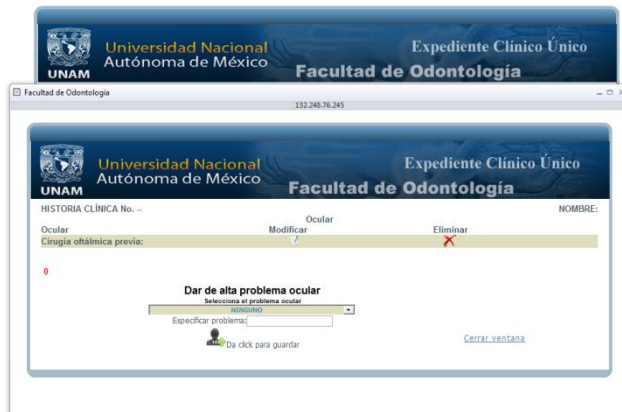 Universidad Nacional
Autónoma de México
Expediente Clínico Único
Facultad de Odontología
UNAM
Facultad de Odontología
132.248.76.245
Universidad Nacional
Autónoma de México
Expediente Clínico Único
Facultad de Odontología
UNAM
HISTORIA CLÍNICA No. -- NOMBRE:
Ocular
Ocular Modificar Eliminar
Cirugía oftálmica previa:
0
Dar de alta problema ocular
Selecciona el problema ocular
NINGUNO
Especificar problema:
Da click para guardar
Cerrar ventana